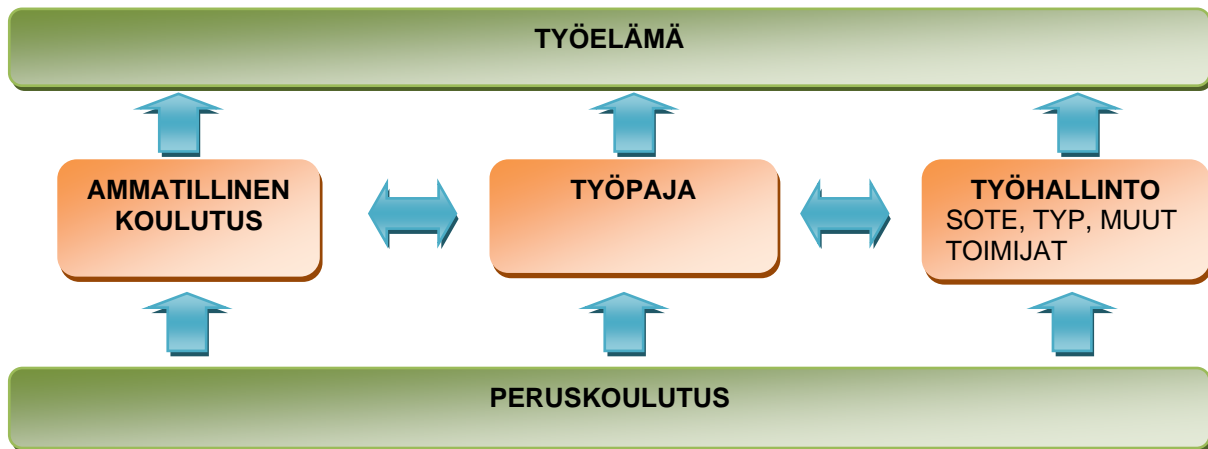 TYÖELÄMÄ
AMMATILLINEN
KOULUTUS
TYÖPAJA
TYÖHALLINTO
SOTE, TYP, MUUT
TOIMIJAT
PERUSKOULUTUS